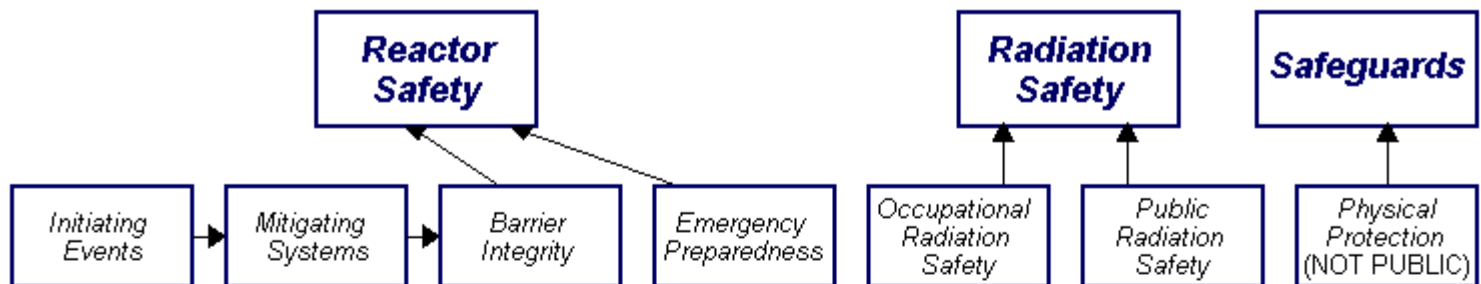 Reactor
Safety
Radiation
Safety
Safeguards
Initiating
Events
Mitigating
Systems
Barrier
Integrity
Emergency
Preparedness
Occupational
Radiation
Safety
Public
Radiation
Safety
Physical
Protection
(NOT PUBLIC)